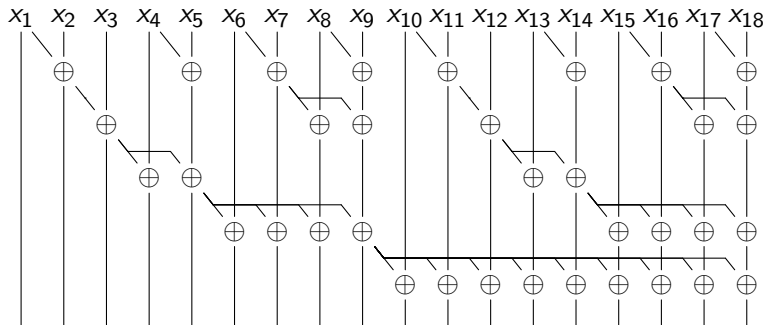 x₁ x₂ x₃ x₄ x₅ x₆ x₇ x₈ x₉ x₁₀ x₁₁ x₁₂ x₁₃ x₁₄ x₁₅ x₁₆ x₁₇ x₁₈